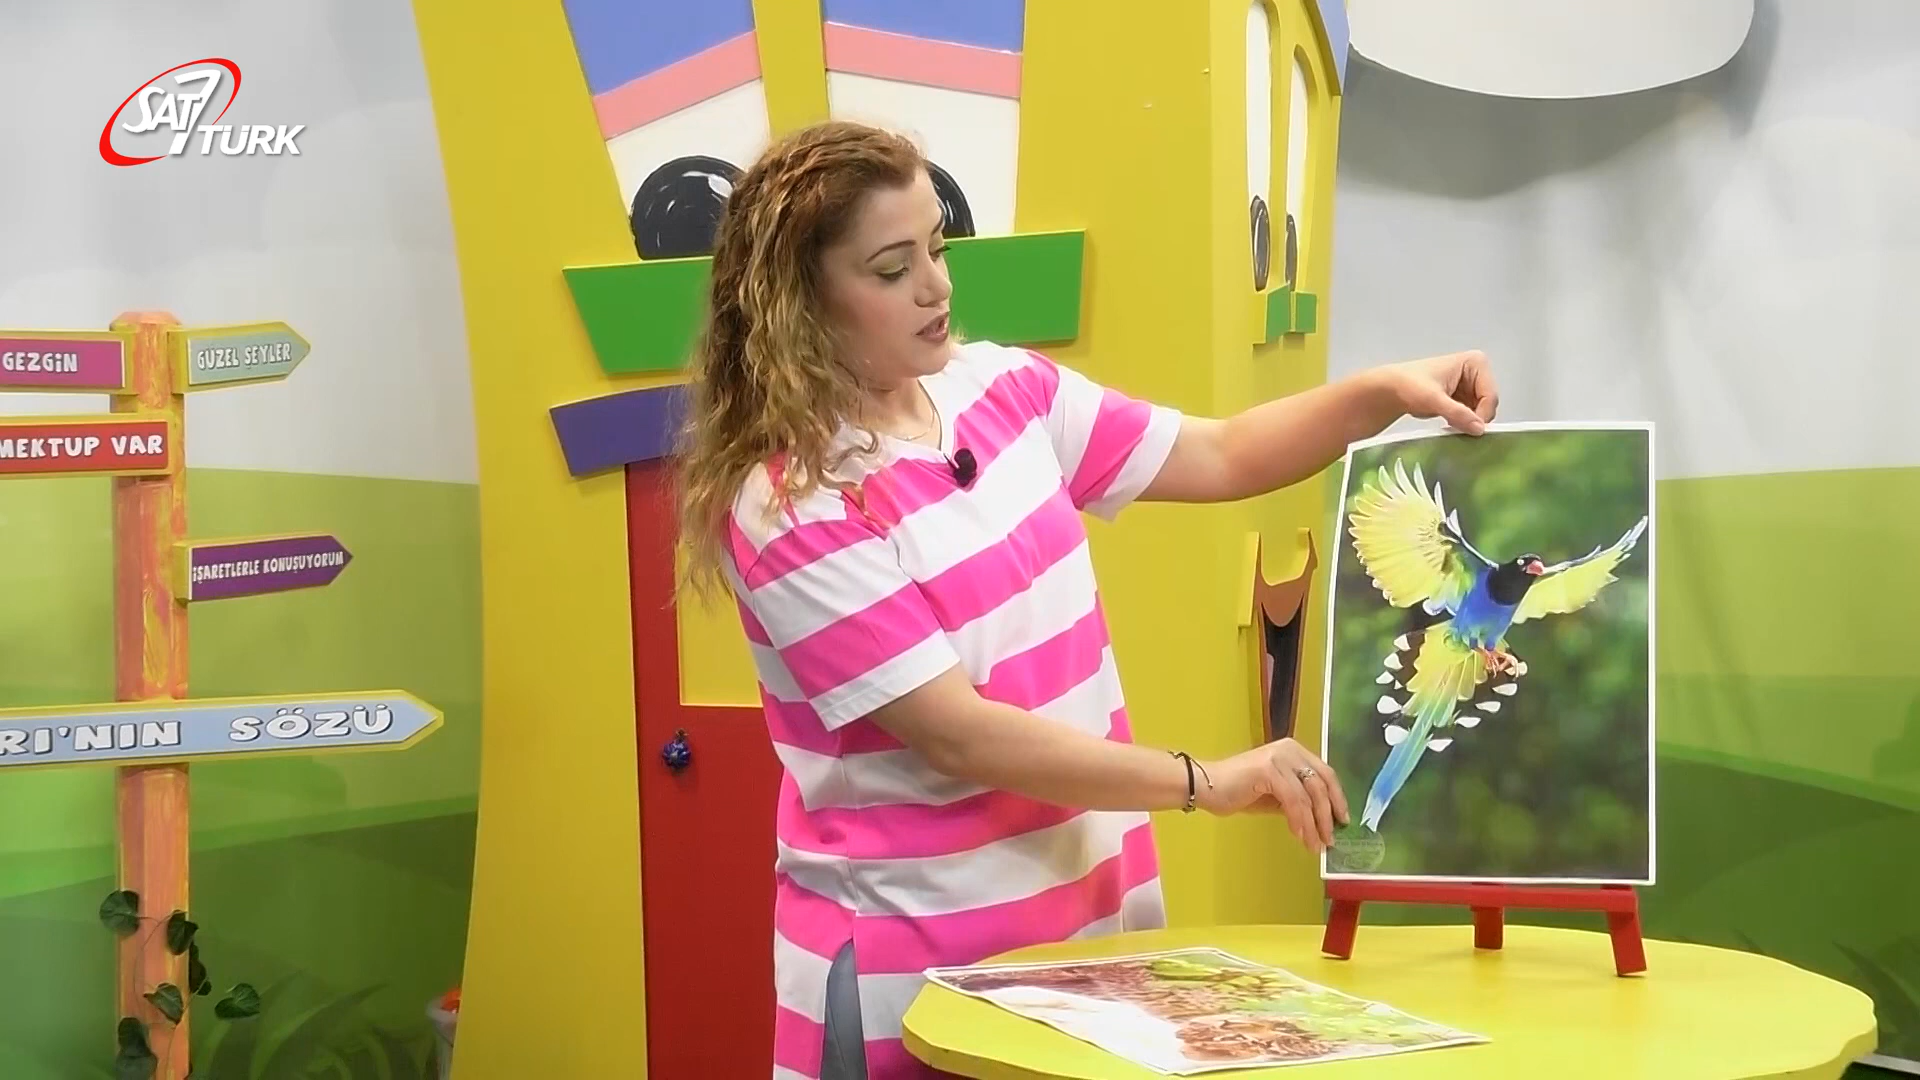 SAT7
TÜRK
GEZGİN
GÜZEL ŞEYLER
MEKTUP VAR
İŞARETLERLE KONUŞUYORUM
RI'NIN SÖZÜ